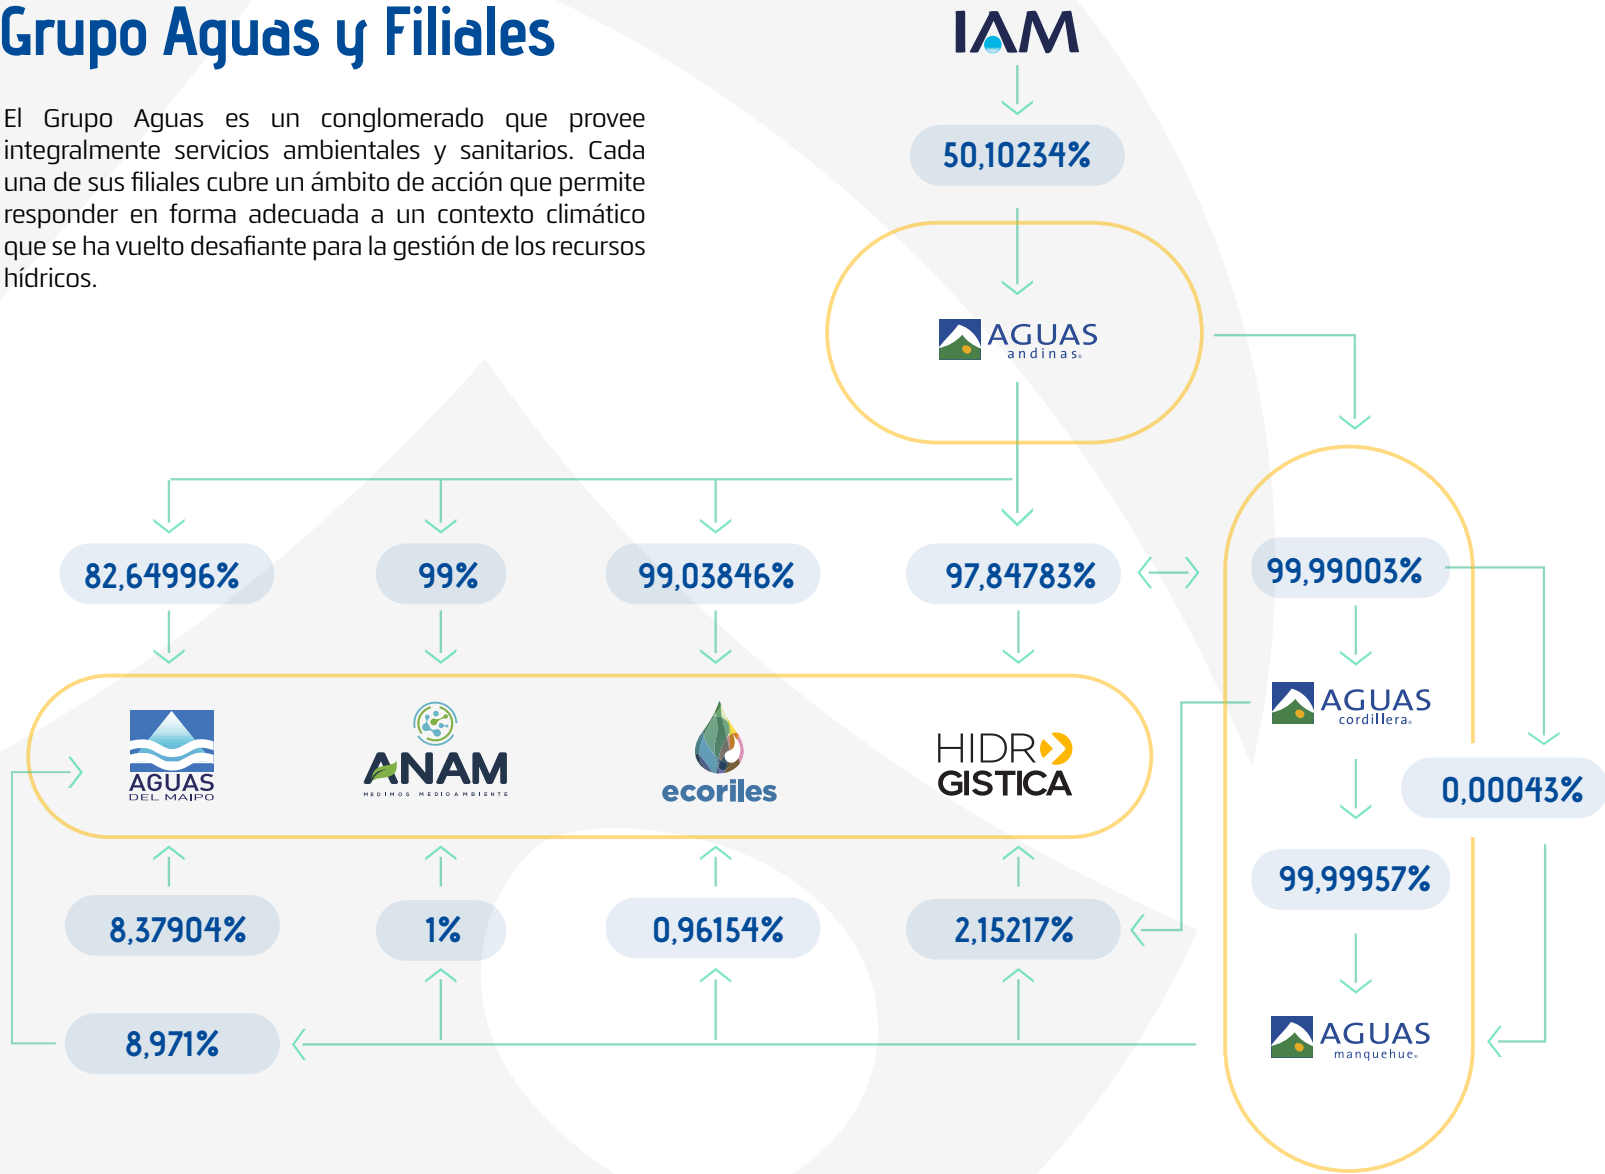 Grupo Aguas y Filiales
El Grupo Aguas es un conglomerado que provee
integralmente servicios ambientales y sanitarios. Cada
una de sus filiales cubre un ámbito de acción que permite
responder en forma adecuada a un contexto climático
que se ha vuelto desafiante para la gestión de los recursos
hídricos.
IAM
50,10234%
AGUAS
andinas
82,64996%
99%
99,03846%
97,84783%
99,99003%
AGUAS
DEL MAIPO
ANAM
MEDIMOS MEDIOAMBIENTE
ecoriles
HIDRO
GISTICA
AGUAS
cordillera
0,00043%
99,99957%
8,37904%
1%
0,96154%
2,15217%
8,971%
AGUAS
manquehue